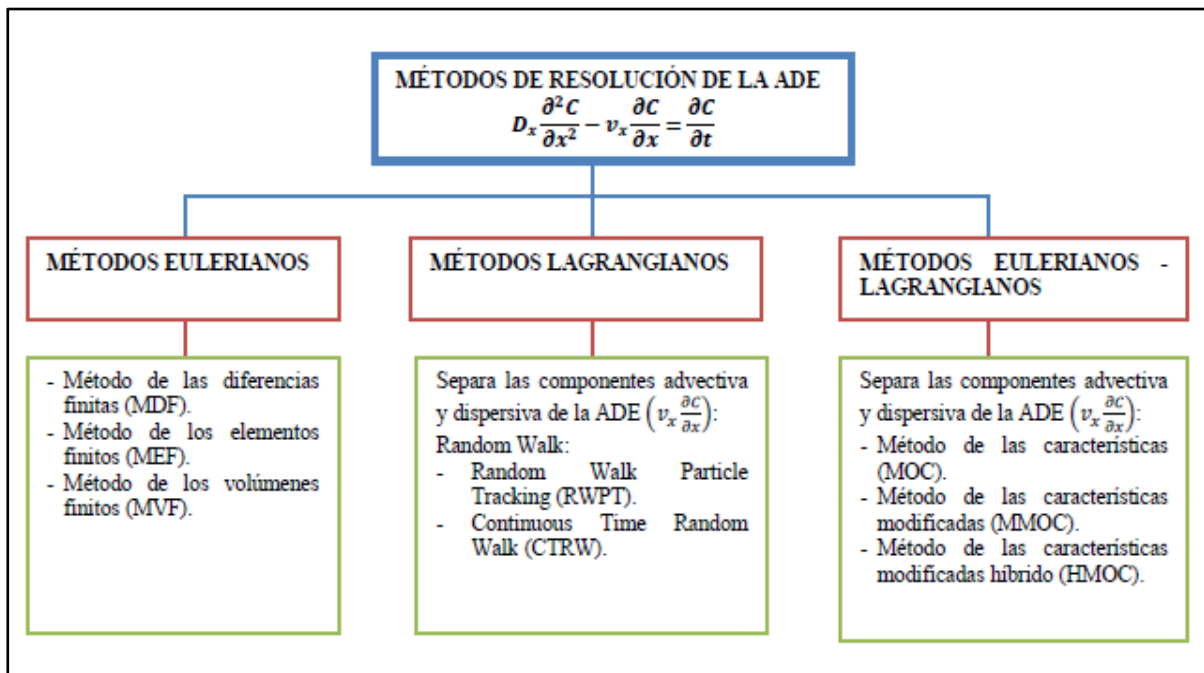 MÉTODOS DE RESOLUCIÓN DE LA ADE
D_x ∂²C/∂x² − v_x ∂C/∂x = ∂C/∂t
MÉTODOS EULERIANOS
- Método de las diferencias
finitas (MDF).
- Método de los elementos
finitos (MEF).
- Método de los volúmenes
finitos (MVF).
MÉTODOS LAGRANGIANOS
Separa las componentes advectiva
y dispersiva de la ADE (v_x ∂C/∂x):
Random Walk:
- Random Walk Particle
Tracking (RWPT).
- Continuous Time Random
Walk (CTRW).
MÉTODOS EULERIANOS -
LAGRANGIANOS
Separa las componentes advectiva
y dispersiva de la ADE (v_x ∂C/∂x):
- Método de las características
(MOC).
- Método de las características
modificadas (MMOC).
- Método de las características
modificadas híbrido (HMOC).